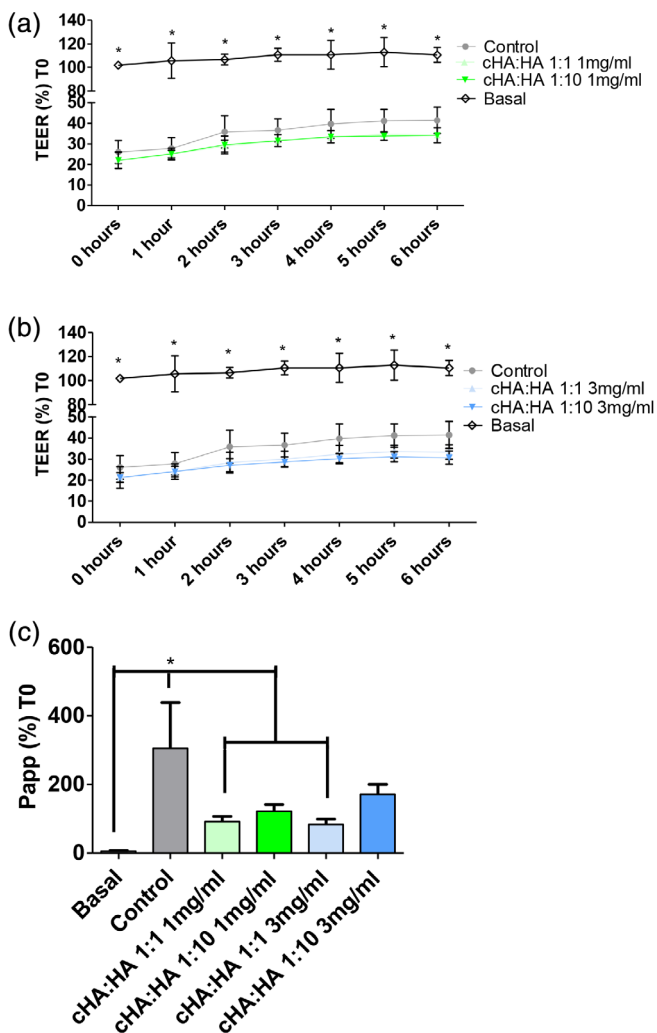 (a)
TEER (%) T0
140
120
100
80
50
40
30
20
10
0
* * * * * * *
Control
cHA:HA 1:1 1mg/ml
cHA:HA 1:10 1mg/ml
Basal
0 hours
1 hour
2 hours
3 hours
4 hours
5 hours
6 hours
(b)
TEER (%) T0
140
120
100
80
50
40
30
20
10
0
* * * * * * *
Control
cHA:HA 1:1 3mg/ml
cHA:HA 1:10 3mg/ml
Basal
0 hours
1 hour
2 hours
3 hours
4 hours
5 hours
6 hours
(c)
Papp (%) T0
600
400
200
0
*
Basal
Control
cHA:HA 1:1 1mg/ml
cHA:HA 1:10 1mg/ml
cHA:HA 1:1 3mg/ml
cHA:HA 1:10 3mg/ml